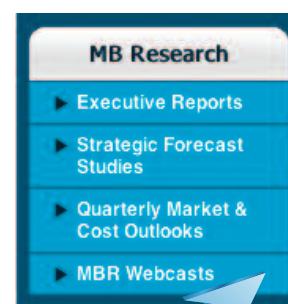 MB Research
Executive Reports
Strategic Forecast
Studies
Quarterly Market &
Cost Outlooks
MBR Webcasts